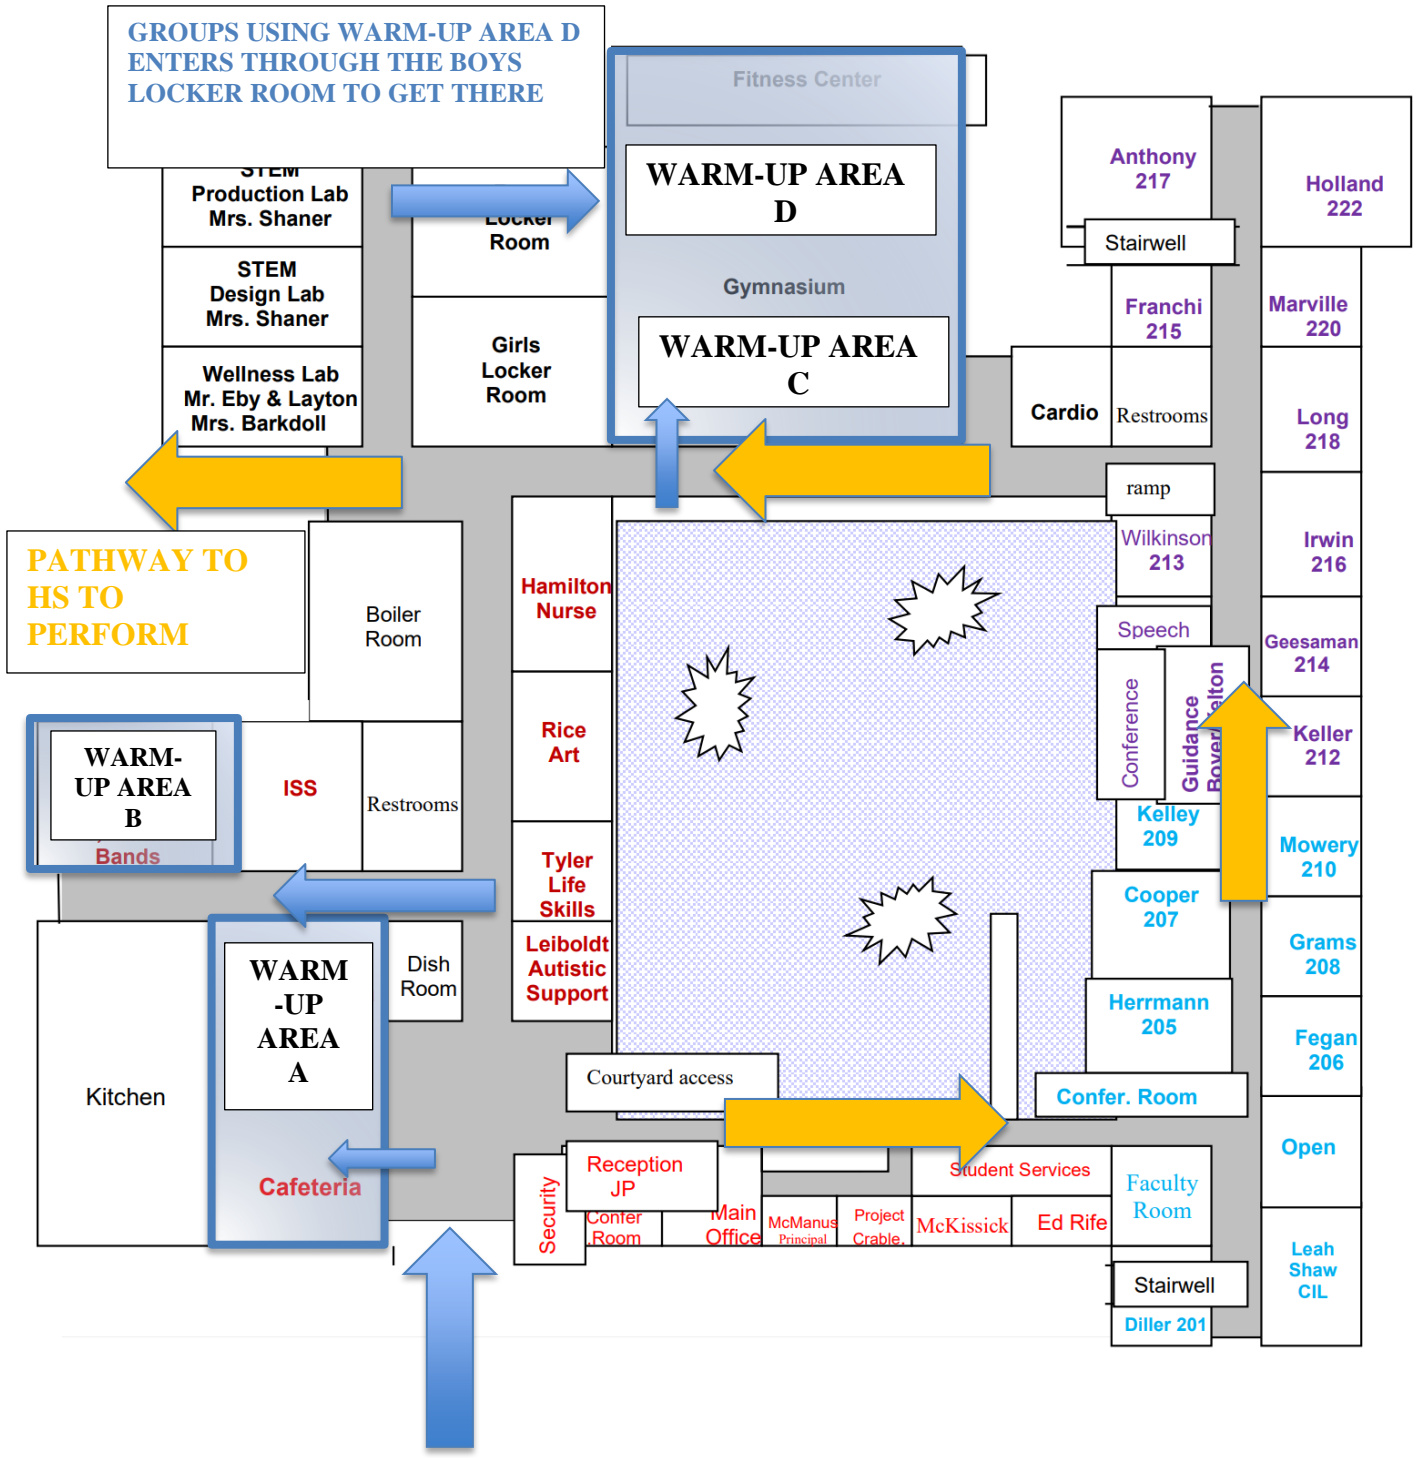 GROUPS USING WARM-UP AREA D
ENTERS THROUGH THE BOYS
LOCKER ROOM TO GET THERE
Fitness Center
WARM-UP AREA
D
Gymnasium
WARM-UP AREA
C
STEM
Production Lab
Mrs. Shaner
STEM
Design Lab
Mrs. Shaner
Wellness Lab
Mr. Eby & Layton
Mrs. Barkdoll
Locker
Room
Girls
Locker
Room
Anthony
217
Holland
222
Stairwell
Franchi
215
Marville
220
Cardio
Restrooms
Long
218
ramp
Wilkinson
213
Irwin
216
Speech
Geesaman
214
Conference
Guidance
Keller
212
Kelley
209
Mowery
210
Cooper
207
Grams
208
Herrmann
205
Fegan
206
Confer. Room
Open
PATHWAY TO
HS TO
PERFORM
Boiler
Room
Hamilton
Nurse
Rice
Art
Tyler
Life
Skills
Leiboldt
Autistic
Support
WARM-
UP AREA
B
Bands
ISS
Restrooms
WARM
-UP
AREA
A
Dish
Room
Kitchen
Cafeteria
Courtyard access
Reception
JP
Security
Confer
.Room
Main
Office
McManus
Principal
Project
Crable.
Student Services
McKissick
Ed Rife
Faculty
Room
Stairwell
Diller 201
Leah
Shaw
CIL